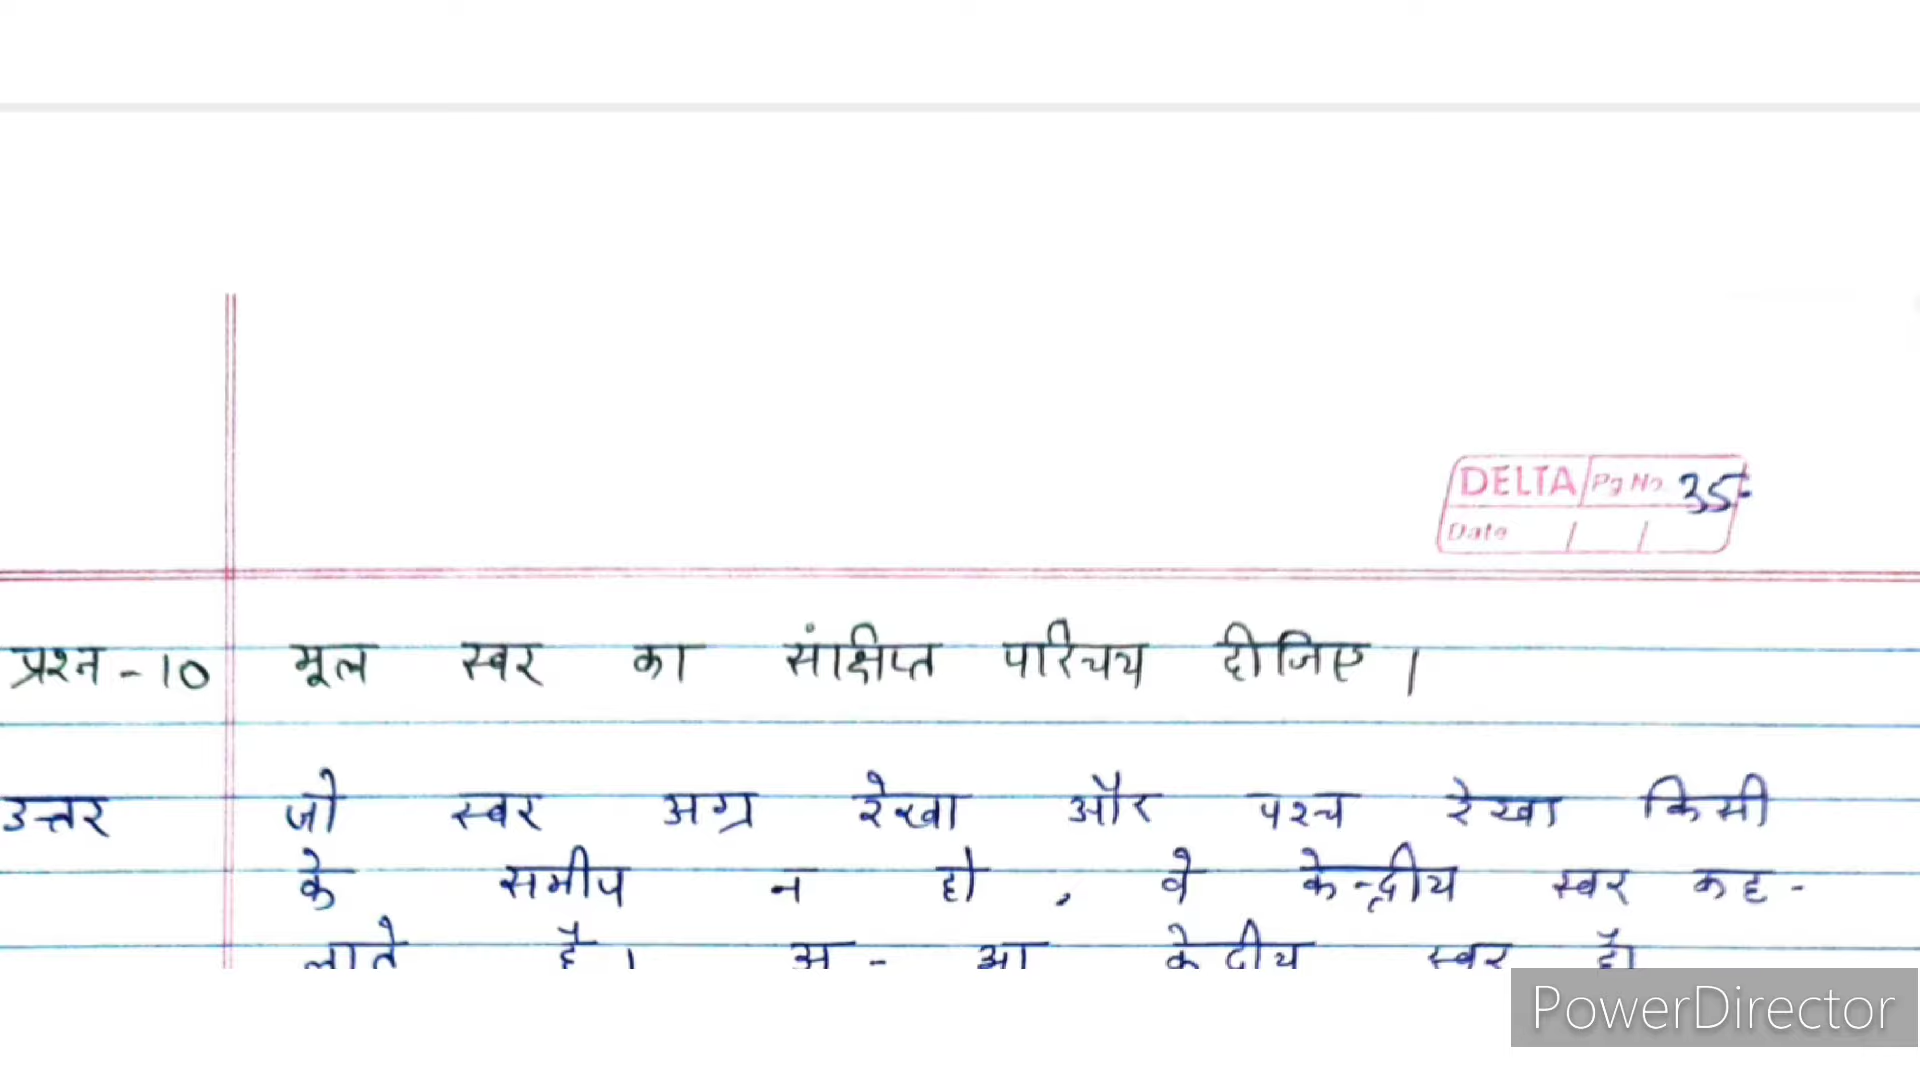 DELTA Pg No. 35
Date / /
प्रश्न - 10 मूल स्वर का संक्षिप्त परिचय दीजिए ।
उत्तर जो स्वर अग्र रेखा और पश्च रेखा किसी
के समीप न हो , वे केन्द्रीय स्वर कह -
लाते है । अ - आ केंद्रीय स्वर है
PowerDirector